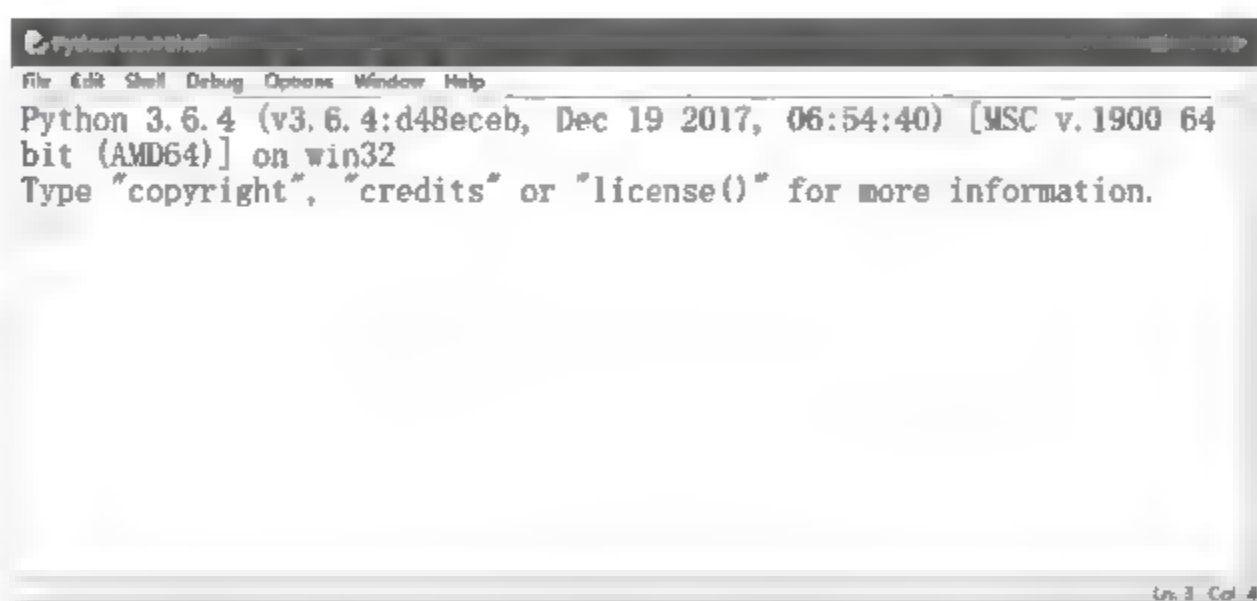 File Edit Shell Debug Options Window Help
Python 3.6.4 (v3.6.4:d48eceb, Dec 19 2017, 06:54:40) [MSC v.1900 64
bit (AMD64)] on win32
Type "copyright", "credits" or "license()" for more information.
Ln: 3 Col: 4